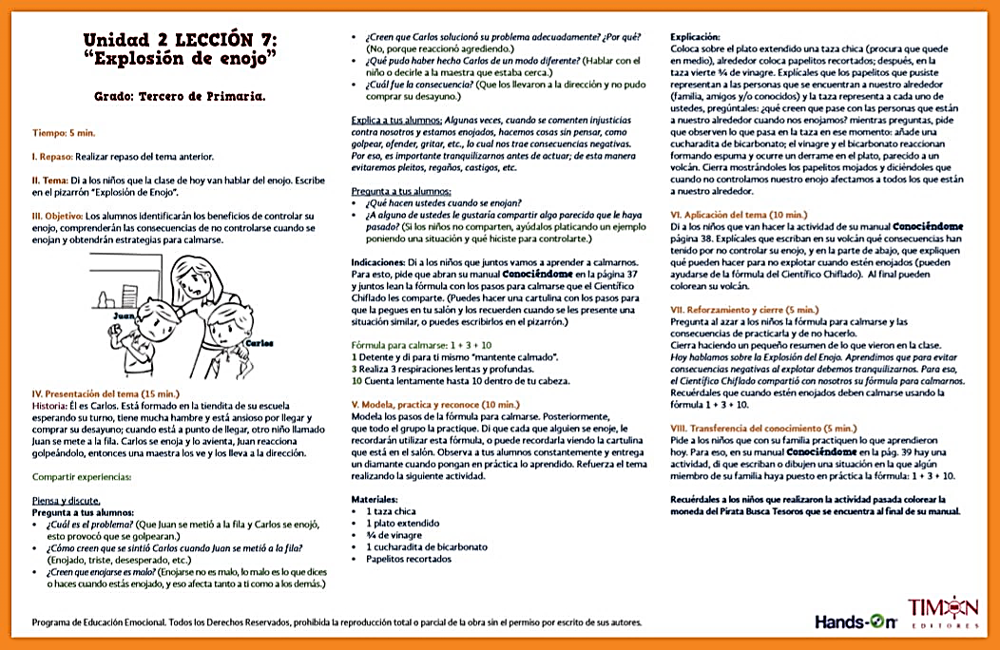 Unidad 2 LECCIÓN 7:
“Explosión de enojo”
Grado: Tercero de Primaria.
Tiempo: 5 min.
I. Repaso: Realizar repaso del tema anterior.
II. Tema: Di a los niños que la clase de hoy van hablar del enojo. Escribe
en el pizarrón “Explosión de Enojo”.
III. Objetivo: Los alumnos identificarán los beneficios de controlar su
enojo, comprenderán las consecuencias de no controlarse cuando se
enojan y obtendrán estrategias para calmarse.
Juan
Carlos
IV. Presentación del tema (15 min.)
Historia: Él es Carlos. Está formado en la tiendita de su escuela
esperando su turno, tiene mucha hambre y está ansioso por llegar y
comprar su desayuno; cuando está a punto de llegar, otro niño llamado
Juan se mete a la fila. Carlos se enoja y lo avienta, Juan reacciona
golpeándolo, entonces una maestra los ve y los lleva a la dirección.
Compartir experiencias:
Piensa y discute.
Pregunta a tus alumnos:
• ¿Cuál es el problema? (Que Juan se metió a la fila y Carlos se enojó,
esto provocó que se golpearan.)
• ¿Cómo creen que se sintió Carlos cuando Juan se metió a la fila?
(Enojado, triste, desesperado, etc.)
• ¿Creen que enojarse es malo? (Enojarse no es malo, lo malo es lo que dices
o haces cuando estás enojado, y eso afecta tanto a ti como a los demás.)
• ¿Creen que Carlos solucionó su problema adecuadamente? ¿Por qué?
(No, porque reaccionó agrediendo.)
• ¿Qué pudo haber hecho Carlos de un modo diferente? (Hablar con el
niño o decirle a la maestra que estaba cerca.)
• ¿Cuál fue la consecuencia? (Que los llevaron a la dirección y no pudo
comprar su desayuno.)
Explica a tus alumnos: Algunas veces, cuando se comenten injusticias
contra nosotros y estamos enojados, hacemos cosas sin pensar, como
golpear, ofender, gritar, etc., lo cual nos trae consecuencias negativas.
Por eso, es importante tranquilizarnos antes de actuar; de esta manera
evitaremos pleitos, regaños, castigos, etc.
Pregunta a tus alumnos:
• ¿Qué hacen ustedes cuando se enojan?
• ¿A alguno de ustedes le gustaría compartir algo parecido que le haya
pasado? (Si los niños no comparten, ayúdalos platicando un ejemplo
poniendo una situación y qué hiciste para controlarte.)
Indicaciones: Di a los niños que juntos vamos a aprender a calmarnos.
Para esto, pide que abran su manual Conociéndome en la página 37
y juntos lean la fórmula con los pasos para calmarse que el Científico
Chiflado les comparte. (Puedes hacer una cartulina con los pasos para
que la pegues en tu salón y los recuerden cuando se les presente una
situación similar, o puedes escribirlos en el pizarrón.)
Fórmula para calmarse: 1 + 3 + 10
1 Detente y di para ti mismo “mantente calmado”.
3 Realiza 3 respiraciones lentas y profundas.
10 Cuenta lentamente hasta 10 dentro de tu cabeza.
V. Modela, practica y reconoce (10 min.)
Modela los pasos de la fórmula para calmarse. Posteriormente,
que todo el grupo la practique. Di que cada que alguien se enoje, le
recordarán utilizar esta fórmula, o puede recordarla viendo la cartulina
que está en el salón. Observa a tus alumnos constantemente y entrega
un diamante cuando pongan en práctica lo aprendido. Refuerza el tema
realizando la siguiente actividad.
Materiales:
• 1 taza chica
• 1 plato extendido
• ¾ de vinagre
• 1 cucharadita de bicarbonato
• Papelitos recortados
Explicación:
Coloca sobre el plato extendido una taza chica (procura que quede
en medio), alrededor coloca papelitos recortados; después, en la
taza vierte ¾ de vinagre. Explícales que los papelitos que pusiste
representan a las personas que se encuentran a nuestro alrededor
(familia, amigos y/o conocidos) y la taza representa a cada uno de
ustedes, pregúntales: ¿qué creen que pase con las personas que están
a nuestro alrededor cuando nos enojamos? mientras preguntas, pide
que observen lo que pasa en la taza en ese momento: añade una
cucharadita de bicarbonato; el vinagre y el bicarbonato reaccionan
formando espuma y ocurre un derrame en el plato, parecido a un
volcán. Cierra mostrándoles los papelitos mojados y diciéndoles que
cuando no controlamos nuestro enojo afectamos a todos los que están
a nuestro alrededor.
VI. Aplicación del tema (10 min.)
Di a los niños que van hacer la actividad de su manual Conociéndome
página 38. Explícales que escriban en su volcán qué consecuencias han
tenido por no controlar su enojo, y en la parte de abajo, que expliquen
qué pueden hacer para no explotar cuando estén enojados (pueden
ayudarse de la fórmula del Científico Chiflado). Al final pueden
colorean su volcán.
VII. Reforzamiento y cierre (5 min.)
Pregunta al azar a los niños la fórmula para calmarse y las
consecuencias de practicarla y de no hacerlo.
Cierra haciendo un pequeño resumen de lo que vieron en la clase.
Hoy hablamos sobre la Explosión del Enojo. Aprendimos que para evitar
consecuencias negativas al explotar debemos tranquilizarnos. Para eso,
el Científico Chiflado compartió con nosotros su fórmula para calmarnos.
Recuérdales que cuando estén enojados deben calmarse usando la
fórmula 1 + 3 + 10.
VIII. Transferencia del conocimiento (5 min.)
Pide a los niños que con su familia practiquen lo que aprendieron
hoy. Para eso, en su manual Conociéndome en la pág. 39 hay una
actividad, di que escriban o dibujen una situación en la que algún
miembro de su familia haya puesto en práctica la fórmula: 1 + 3 + 10.
Recuérdales a los niños que realizaron la actividad pasada colorear la
moneda del Pirata Busca Tesoros que se encuentra al final de su manual.
Programa de Educación Emocional. Todos los Derechos Reservados, prohibida la reproducción total o parcial de la obra sin el permiso por escrito de sus autores.
Hands-On
TIMON
EDITORES